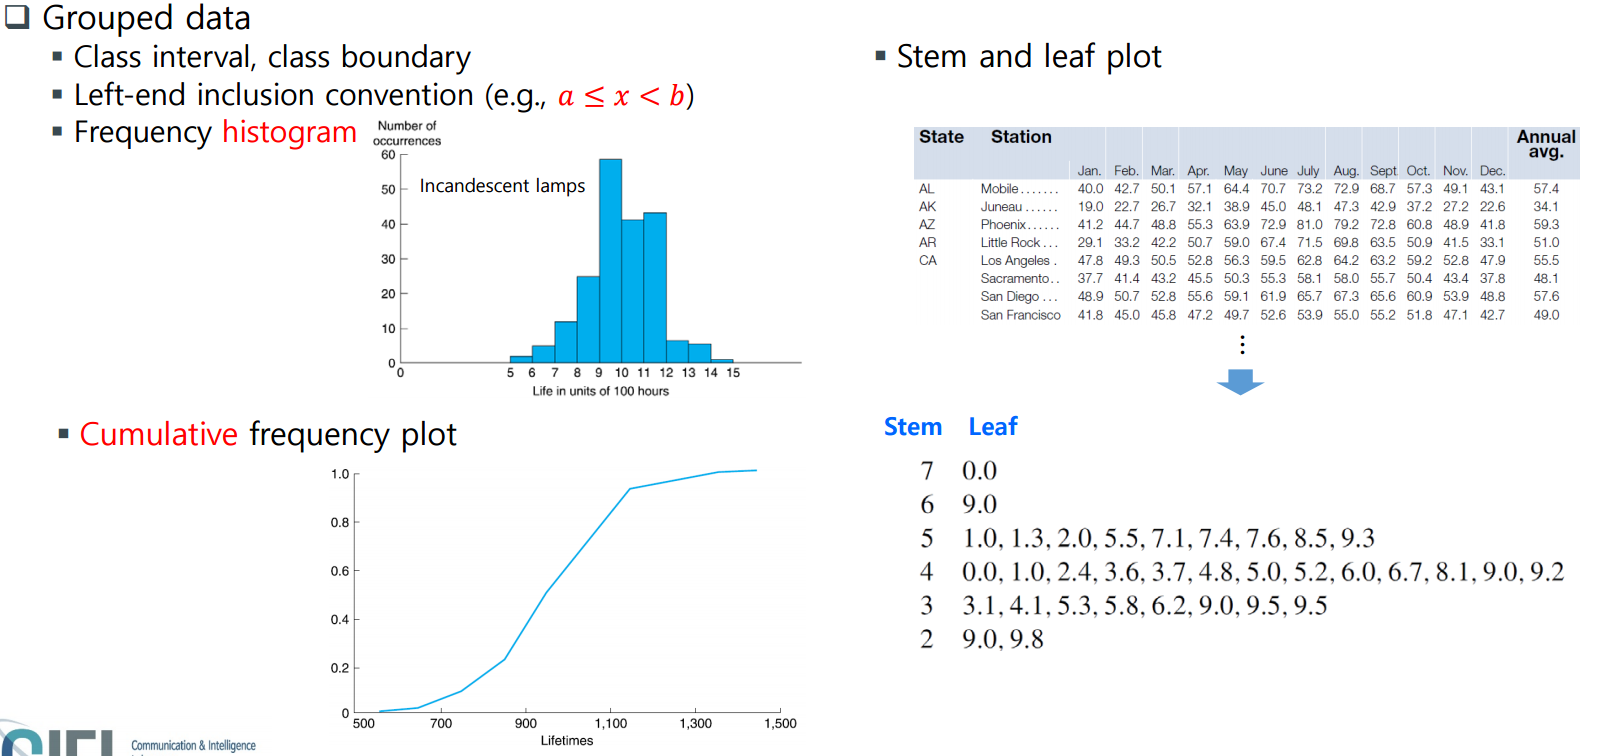 Grouped data
Class interval, class boundary
Left-end inclusion convention (e.g., a ≤ x < b)
Frequency histogram
Number of
occurrences
60
50
40
30
20
10
0
Incandescent lamps
0 5 6 7 8 9 10 11 12 13 14 15
Life in units of 100 hours
Cumulative frequency plot
1.0
0.8
0.6
0.4
0.2
0
500 700 900 1,100 1,300 1,500
Lifetimes
Communication & Intelligence
Stem and leaf plot
State Station Annual
avg.
Jan. Feb. Mar. Apr. May June July Aug. Sept. Oct. Nov. Dec.
AL Mobile....... 40.0 42.7 50.1 57.1 64.4 70.7 73.2 72.9 68.7 57.3 49.1 43.1 57.4
AK Juneau ...... 19.0 22.7 26.7 32.1 38.9 45.0 48.1 47.3 42.9 37.2 27.2 22.6 34.1
AZ Phoenix...... 41.2 44.7 48.8 55.3 63.9 72.9 81.0 79.2 72.8 60.8 48.9 41.8 59.3
AR Little Rock... 29.1 33.2 42.2 50.7 59.0 67.4 71.5 69.8 63.5 50.9 41.5 33.1 51.0
CA Los Angeles . 47.8 49.3 50.5 52.8 56.3 59.5 62.8 64.2 63.2 59.2 52.8 47.9 55.5
Sacramento.. 37.7 41.4 43.2 45.5 50.3 55.3 58.1 58.0 55.7 50.4 43.4 37.8 48.1
San Diego ... 48.9 50.7 52.8 55.6 59.1 61.9 65.7 67.3 65.6 60.9 53.9 48.8 57.6
San Francisco 41.8 45.0 45.8 47.2 49.7 52.6 53.9 55.0 55.2 51.8 47.1 42.7 49.0
⋮
Stem Leaf
7 0.0
6 9.0
5 1.0, 1.3, 2.0, 5.5, 7.1, 7.4, 7.6, 8.5, 9.3
4 0.0, 1.0, 2.4, 3.6, 3.7, 4.8, 5.0, 5.2, 6.0, 6.7, 8.1, 9.0, 9.2
3 3.1, 4.1, 5.3, 5.8, 6.2, 9.0, 9.5, 9.5
2 9.0, 9.8